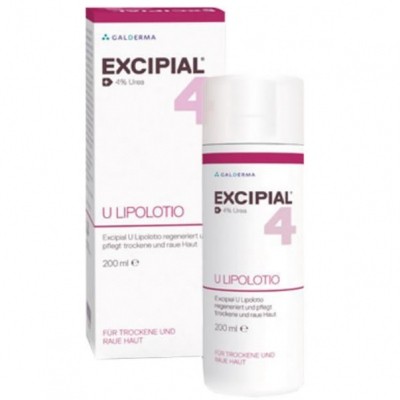 GALDERMA
EXCIPIAL®
4% Urea
4
U LIPOLOTIO
Excipial U Lipolotio regeneriert u
pflegt trockene und raue Haut
200 ml e
FÜR TROCKENE UND
RAUE HAUT
GALDERMA
EXCIPIAL®
4% Urea
4
U LIPOLOTIO
Excipial U Lipolotio
regeneriert und pflegt
trockene und raue Haut
200 ml e
FÜR TROCKENE UND
RAUE HAUT